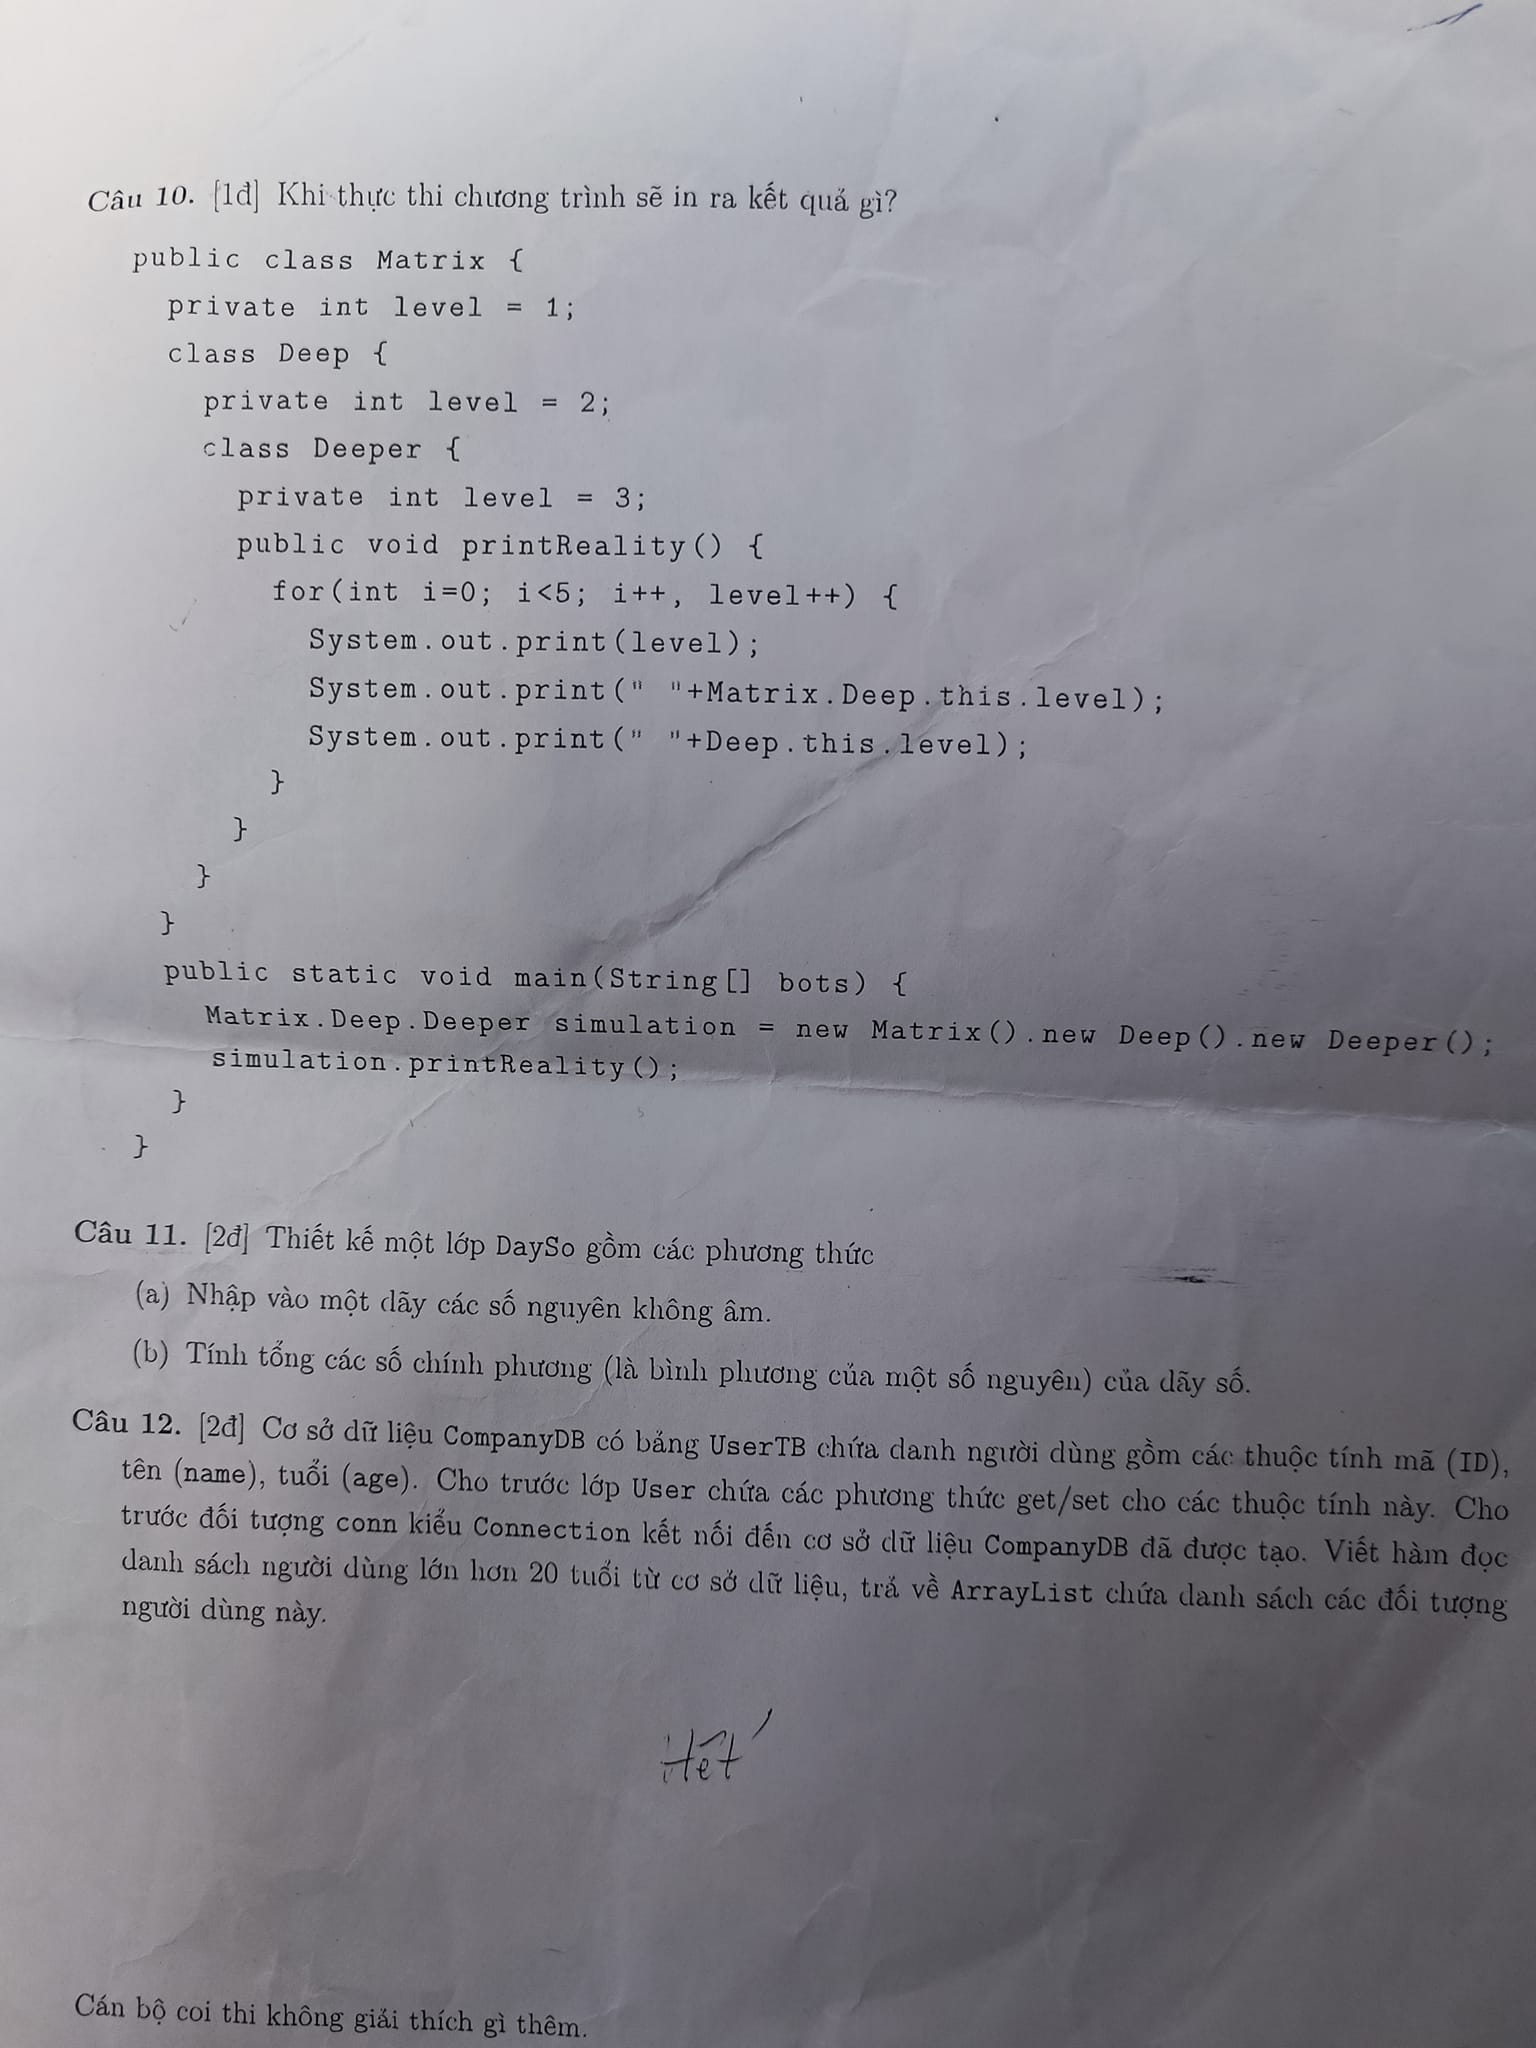 Câu 10. [1đ] Khi thực thi chương trình sẽ in ra kết quả gì?
public class Matrix {
private int level = 1;
class Deep {
private int level = 2;
class Deeper {
private int level = 3;
public void printReality() {
for(int i=0; i<5; i++, level++) {
System.out.print(level);
System.out.print(" "+Matrix.Deep.this.level);
System.out.print(" "+Deep.this.level);
}
}
}
}
public static void main(String[] bots) {
Matrix.Deep.Deeper simulation = new Matrix().new Deep().new Deeper();
simulation.printReality();
}
}
Câu 11. [2đ] Thiết kế một lớp DaySo gồm các phương thức
(a) Nhập vào một dãy các số nguyên không âm.
(b) Tính tổng các số chính phương (là bình phương của một số nguyên) của dãy số.
Câu 12. [2đ] Cơ sở dữ liệu CompanyDB có bảng UserTB chứa danh người dùng gồm các thuộc tính mã (ID),
tên (name), tuổi (age). Cho trước lớp User chứa các phương thức get/set cho các thuộc tính này. Cho
trước đối tượng conn kiểu Connection kết nối đến cơ sở dữ liệu CompanyDB đã được tạo. Viết hàm đọc
danh sách người dùng lớn hơn 20 tuổi từ cơ sở dữ liệu, trả về ArrayList chứa danh sách các đối tượng
người dùng này.
Hết
Cán bộ coi thi không giải thích gì thêm.